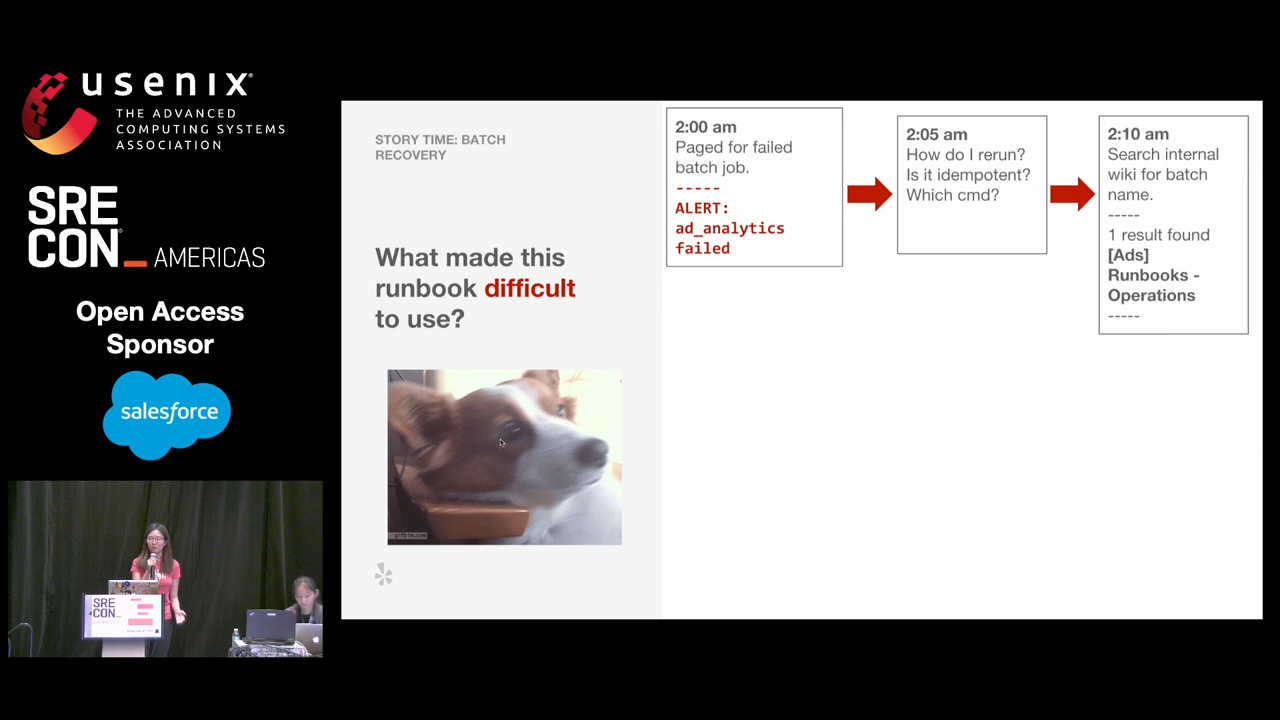 usenix
THE ADVANCED
COMPUTING SYSTEMS
ASSOCIATION
SRE
CON_ AMERICAS
Open Access
Sponsor
salesforce
STORY TIME: BATCH
RECOVERY
What made this
runbook difficult
to use?
2:00 am
Paged for failed
batch job.
-----
ALERT:
ad_analytics
failed
2:05 am
How do I rerun?
Is it idempotent?
Which cmd?
2:10 am
Search internal
wiki for batch
name.
-----
1 result found
[Ads]
Runbooks -
Operations
-----
SRE
CON_